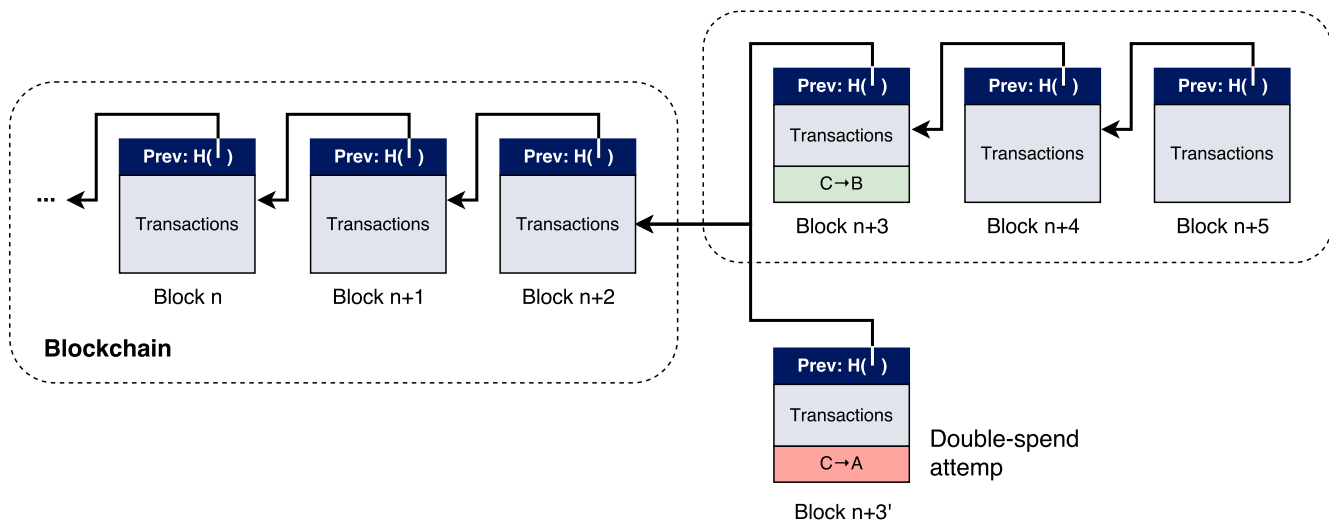 Prev: H( )
Prev: H( )
Prev: H( )
Transactions
C→B
Transactions
Transactions
Block n+3
Block n+4
Block n+5
...
Prev: H( )
Prev: H( )
Prev: H( )
Transactions
Transactions
Transactions
Block n
Block n+1
Block n+2
Blockchain
Prev: H( )
Transactions
C→A
Block n+3'
Double-spend
attemp